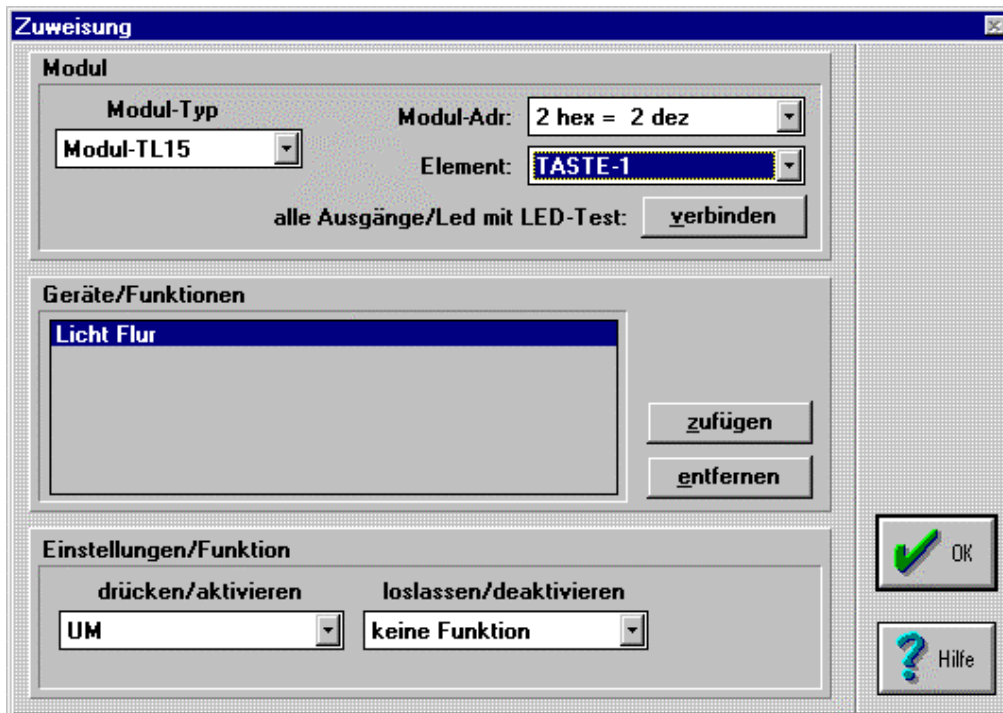 Zuweisung
Modul
Modul-Typ
Modul-TL15
Modul-Adr: 2 hex = 2 dez
Element: TASTE-1
alle Ausgänge/Led mit LED-Test: verbinden
Geräte/Funktionen
Licht Flur
zufügen
entfernen
Einstellungen/Funktion
drücken/aktivieren loslassen/deaktivieren
UM keine Funktion
OK
Hilfe